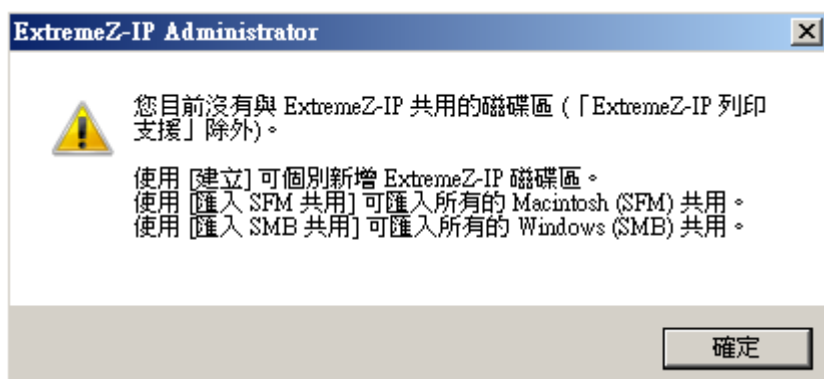 ExtremeZ-IP Administrator
您目前沒有與 ExtremeZ-IP 共用的磁碟區 (「ExtremeZ-IP 列印
支援」除外)。
使用 [建立] 可個別新增 ExtremeZ-IP 磁碟區。
使用 [匯入 SFM 共用] 可匯入所有的 Macintosh (SFM) 共用。
使用 [匯入 SMB 共用] 可匯入所有的 Windows (SMB) 共用。
確定